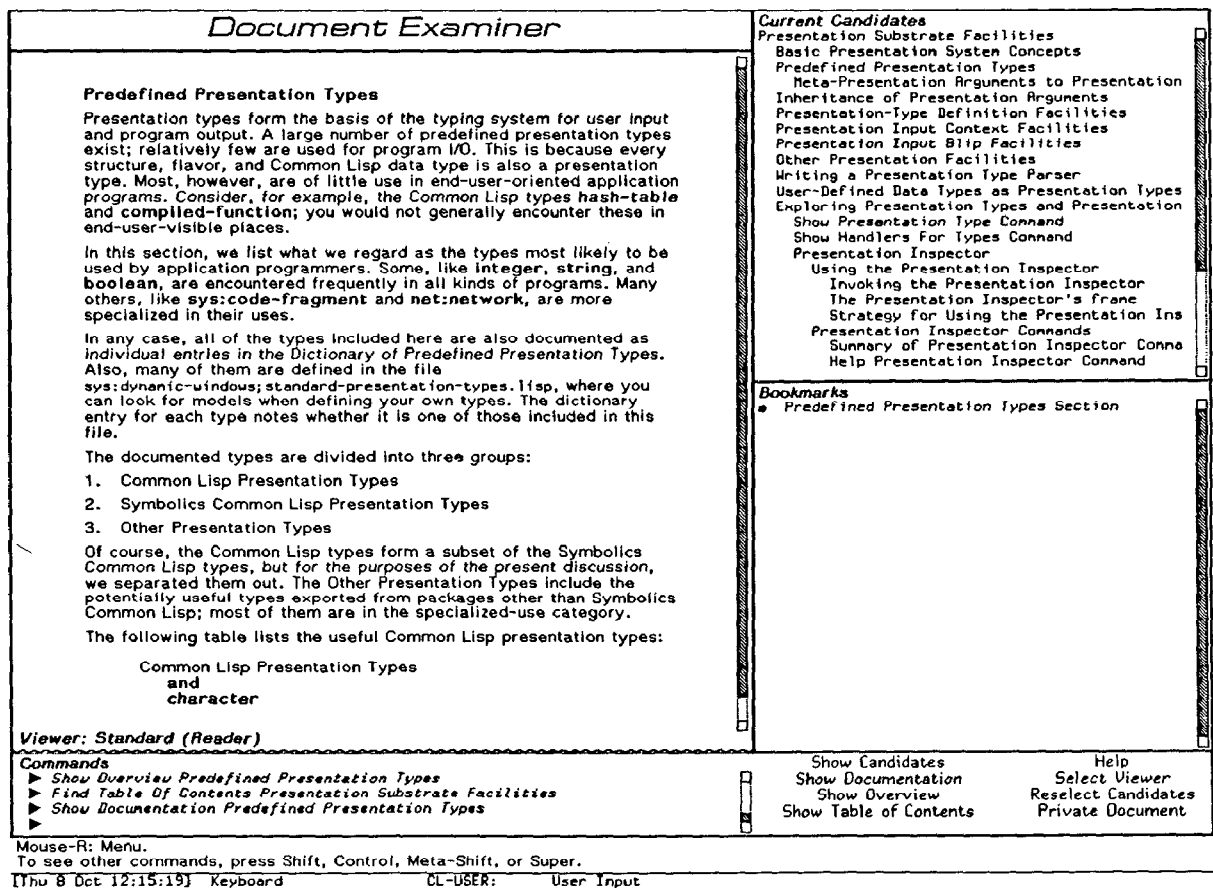 Document Examiner
Predefined Presentation Types
Presentation types form the basis of the typing system for user input
and program output. A large number of predefined presentation types
exist; relatively few are used for program I/O. This is because every
structure, flavor, and Common Lisp data type is also a presentation
type. Most, however, are of little use in end-user-oriented application
programs. Consider, for example, the Common Lisp types hash-table
and compiled-function; you would not generally encounter these in
end-user-visible places.
In this section, we list what we regard as the types most likely to be
used by application programmers. Some, like integer, string, and
boolean, are encountered frequently in all kinds of programs. Many
others, like sys:code-fragment and net:network, are more
specialized in their uses.
In any case, all of the types included here are also documented as
individual entries in the Dictionary of Predefined Presentation Types.
Also, many of them are defined in the file
sys:dynamic-windows;standard-presentation-types.lisp, where you
can look for models when defining your own types. The dictionary
entry for each type notes whether it is one of those included in this
file.
The documented types are divided into three groups:
1. Common Lisp Presentation Types
2. Symbolics Common Lisp Presentation Types
3. Other Presentation Types
Of course, the Common Lisp types form a subset of the Symbolics
Common Lisp types, but for the purposes of the present discussion,
we separated them out. The Other Presentation Types include the
potentially useful types exported from packages other than Symbolics
Common Lisp; most of them are in the specialized-use category.
The following table lists the useful Common Lisp presentation types:
Common Lisp Presentation Types
and
character
Viewer: Standard (Reader)
Current Candidates
Presentation Substrate Facilities
Basic Presentation System Concepts
Predefined Presentation Types
Meta-Presentation Arguments to Presentation
Inheritance of Presentation Arguments
Presentation-Type Definition Facilities
Presentation Input Context Facilities
Presentation Input Blip Facilities
Other Presentation Facilities
Writing a Presentation Type Parser
User-Defined Data Types as Presentation Types
Exploring Presentation Types and Presentation
Show Presentation Type Command
Show Handlers For Types Command
Presentation Inspector
Using the Presentation Inspector
Invoking the Presentation Inspector
The Presentation Inspector's frame
Strategy for Using the Presentation Ins
Presentation Inspector Commands
Summary of Presentation Inspector Comma
Help Presentation Inspector Command
Bookmarks
Predefined Presentation Types Section
Commands
Show Overview Predefined Presentation Types
Find Table Of Contents Presentation Substrate Facilities
Show Documentation Predefined Presentation Types
Show Candidates Help
Show Documentation Select Viewer
Show Overview Reselect Candidates
Show Table of Contents Private Document
Mouse-R: Menu.
To see other commands, press Shift, Control, Meta-Shift, or Super.
[Thu 8 Oct 12:15:19] Keyboard CL-USER: User Input